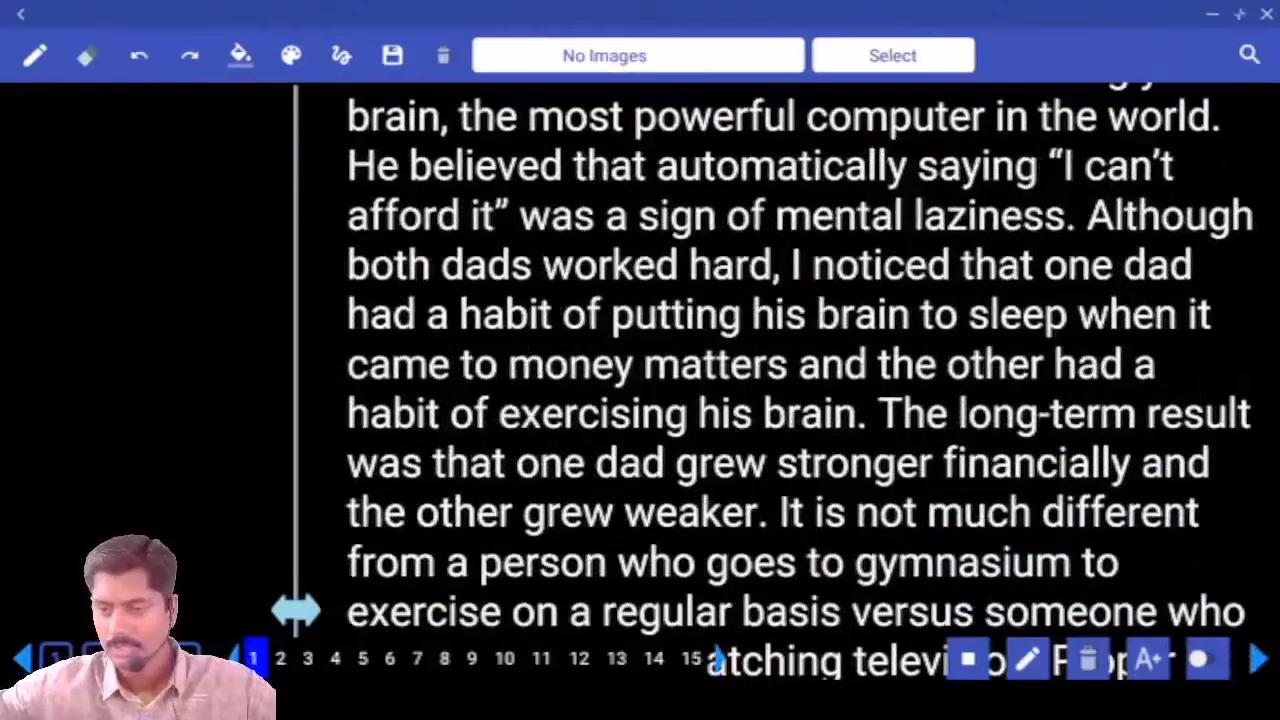 No Images
Select
brain, the most powerful computer in the world.
He believed that automatically saying “I can’t
afford it” was a sign of mental laziness. Although
both dads worked hard, I noticed that one dad
had a habit of putting his brain to sleep when it
came to money matters and the other had a
habit of exercising his brain. The long-term result
was that one dad grew stronger financially and
the other grew weaker. It is not much different
from a person who goes to gymnasium to
exercise on a regular basis versus someone who
1 2 3 4 5 6 7 8 9 10 11 12 13 14 15
A+